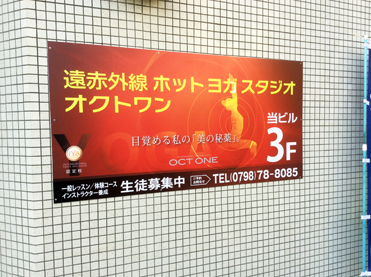 遠赤外線 ホット ヨガ スタジオ
オクトワン
目覚める私の「美の秘薬」
OCT ONE
当ビル
3F
一般レッスン/体験コース
インストラクター養成
生徒募集中
TEL(0798)78-8085